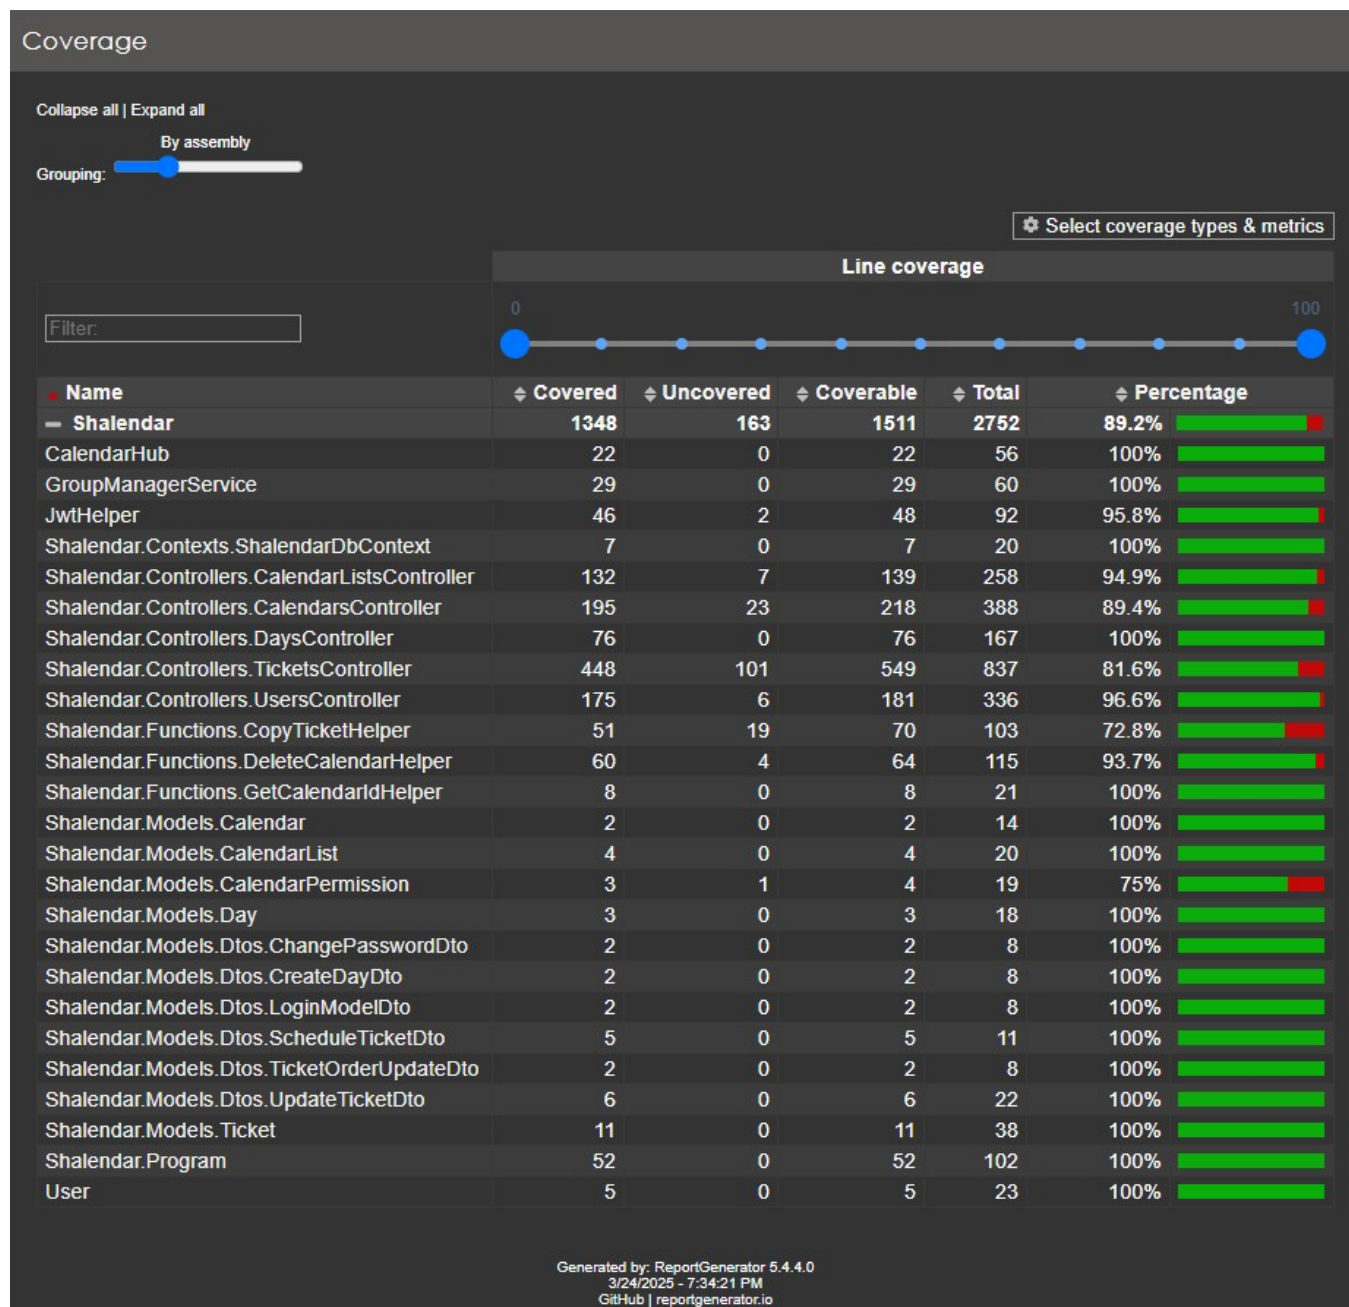 Coverage
Collapse all | Expand all
By assembly
Grouping:
Select coverage types & metrics
Line coverage
0 100
Filter:
Name Covered Uncovered Coverable Total Percentage
Shalendar 1348 163 1511 2752 89.2%
CalendarHub 22 0 22 56 100%
GroupManagerService 29 0 29 60 100%
JwtHelper 46 2 48 92 95.8%
Shalendar.Contexts.ShalendarDbContext 7 0 7 20 100%
Shalendar.Controllers.CalendarListsController 132 7 139 258 94.9%
Shalendar.Controllers.CalendarsController 195 23 218 388 89.4%
Shalendar.Controllers.DaysController 76 0 76 167 100%
Shalendar.Controllers.TicketsController 448 101 549 837 81.6%
Shalendar.Controllers.UsersController 175 6 181 336 96.6%
Shalendar.Functions.CopyTicketHelper 51 19 70 103 72.8%
Shalendar.Functions.DeleteCalendarHelper 60 4 64 115 93.7%
Shalendar.Functions.GetCalendarIdHelper 8 0 8 21 100%
Shalendar.Models.Calendar 2 0 2 14 100%
Shalendar.Models.CalendarList 4 0 4 20 100%
Shalendar.Models.CalendarPermission 3 1 4 19 75%
Shalendar.Models.Day 3 0 3 18 100%
Shalendar.Models.Dtos.ChangePasswordDto 2 0 2 8 100%
Shalendar.Models.Dtos.CreateDayDto 2 0 2 8 100%
Shalendar.Models.Dtos.LoginModelDto 2 0 2 8 100%
Shalendar.Models.Dtos.ScheduleTicketDto 5 0 5 11 100%
Shalendar.Models.Dtos.TicketOrderUpdateDto 2 0 2 8 100%
Shalendar.Models.Dtos.UpdateTicketDto 6 0 6 22 100%
Shalendar.Models.Ticket 11 0 11 38 100%
Shalendar.Program 52 0 52 102 100%
User 5 0 5 23 100%
Generated by: ReportGenerator 5.4.4.0
3/24/2025 - 7:34:21 PM
GitHub | reportgenerator.io